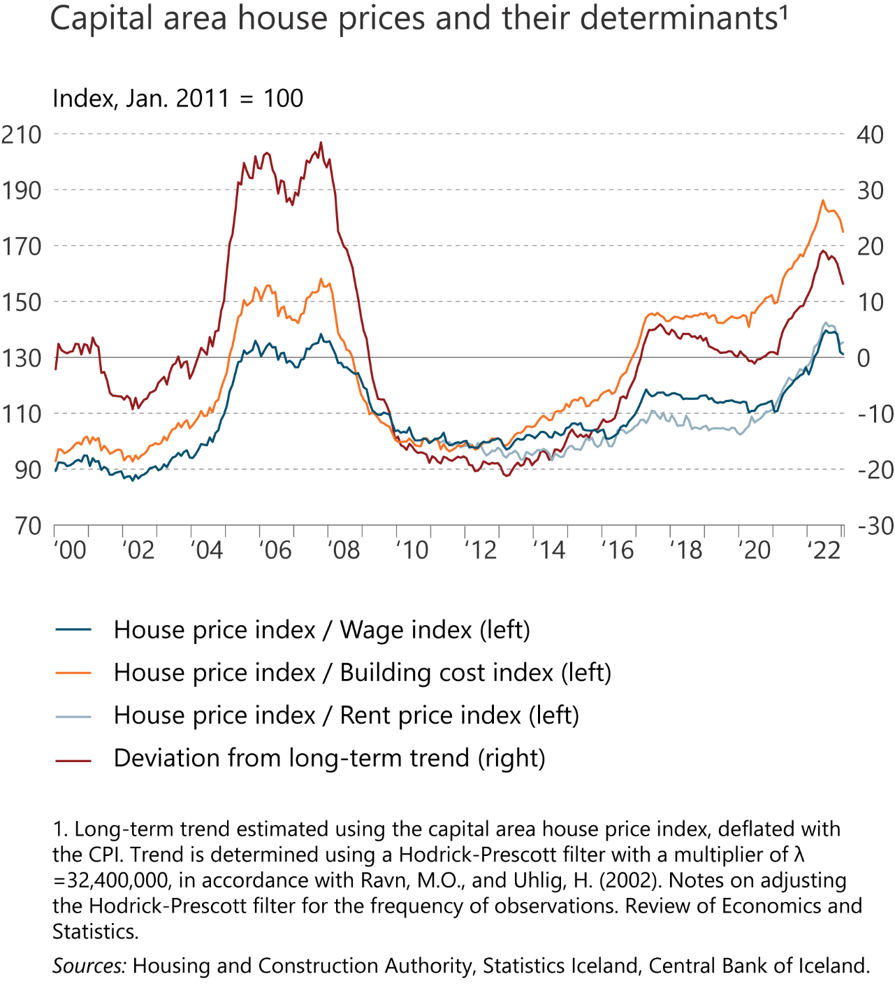 Capital area house prices and their determinants¹
Index, Jan. 2011 = 100
210 40
190 30
170 20
150 10
130 0
110 -10
90 -20
70 -30
‘00 ‘02 ‘04 ‘06 ‘08 ‘10 ‘12 ‘14 ‘16 ‘18 ‘20 ‘22
House price index / Wage index (left)
House price index / Building cost index (left)
House price index / Rent price index (left)
Deviation from long-term trend (right)
1. Long-term trend estimated using the capital area house price index, deflated with
the CPI. Trend is determined using a Hodrick-Prescott filter with a multiplier of λ
=32,400,000, in accordance with Ravn, M.O., and Uhlig, H. (2002). Notes on adjusting
the Hodrick-Prescott filter for the frequency of observations. Review of Economics and
Statistics.
Sources: Housing and Construction Authority, Statistics Iceland, Central Bank of Iceland.